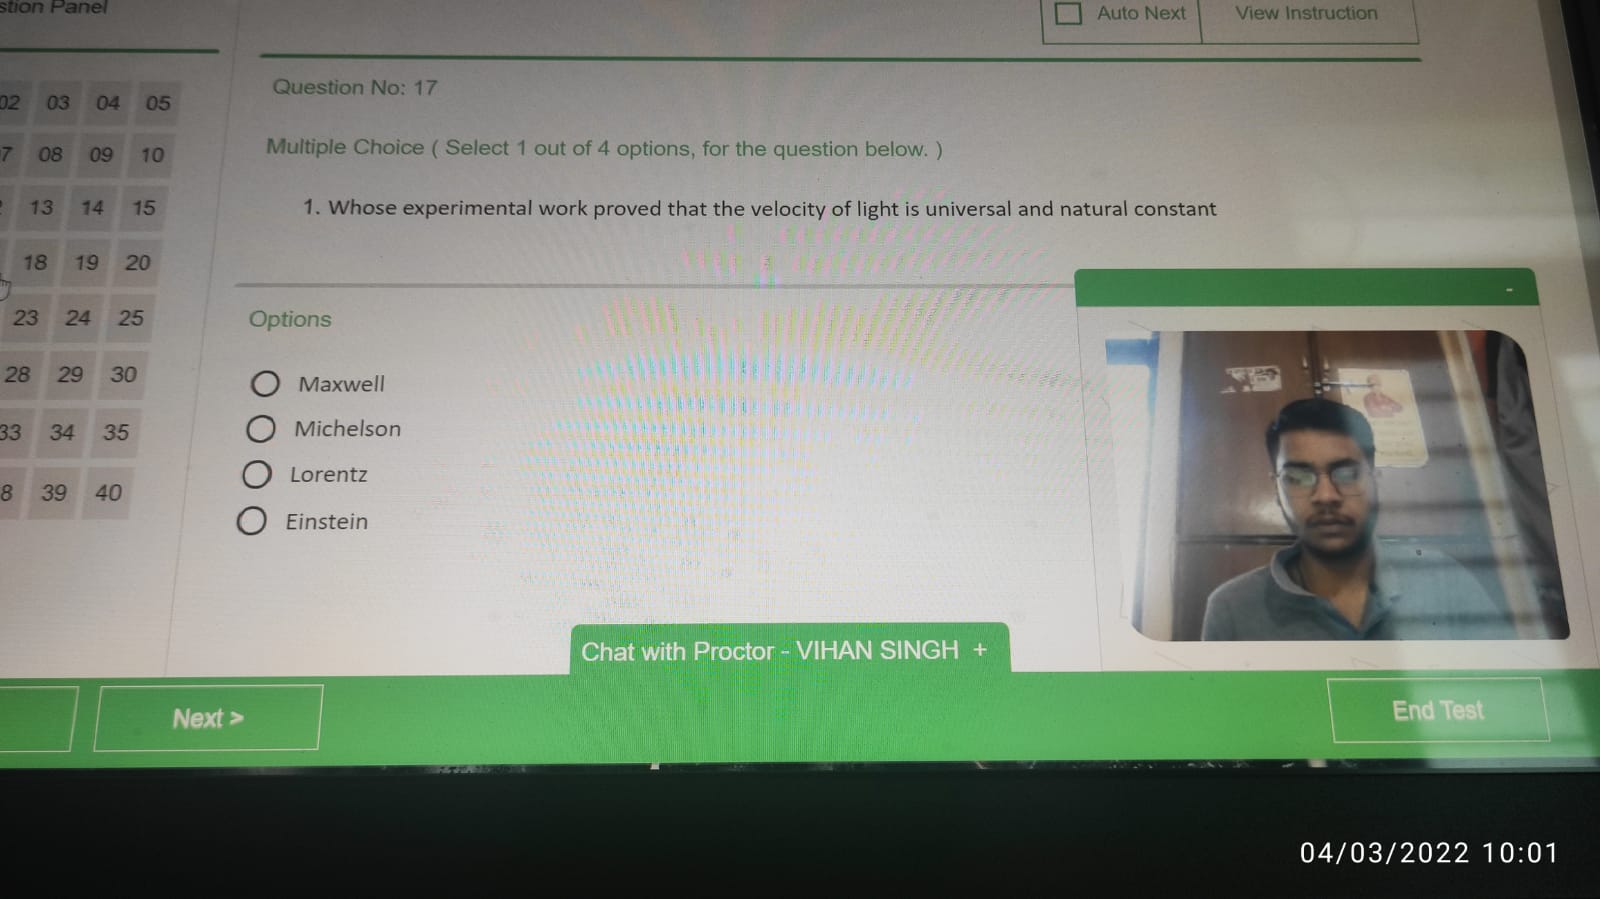 stion Panel
Auto Next
View Instruction
02 03 04 05
7 08 09 10
13 14 15
18 19 20
23 24 25
28 29 30
33 34 35
8 39 40
Question No: 17
Multiple Choice ( Select 1 out of 4 options, for the question below. )
1. Whose experimental work proved that the velocity of light is universal and natural constant
Options
Maxwell
Michelson
Lorentz
Einstein
-
Chat with Proctor - VIHAN SINGH +
Next >
End Test
04/03/2022 10:01